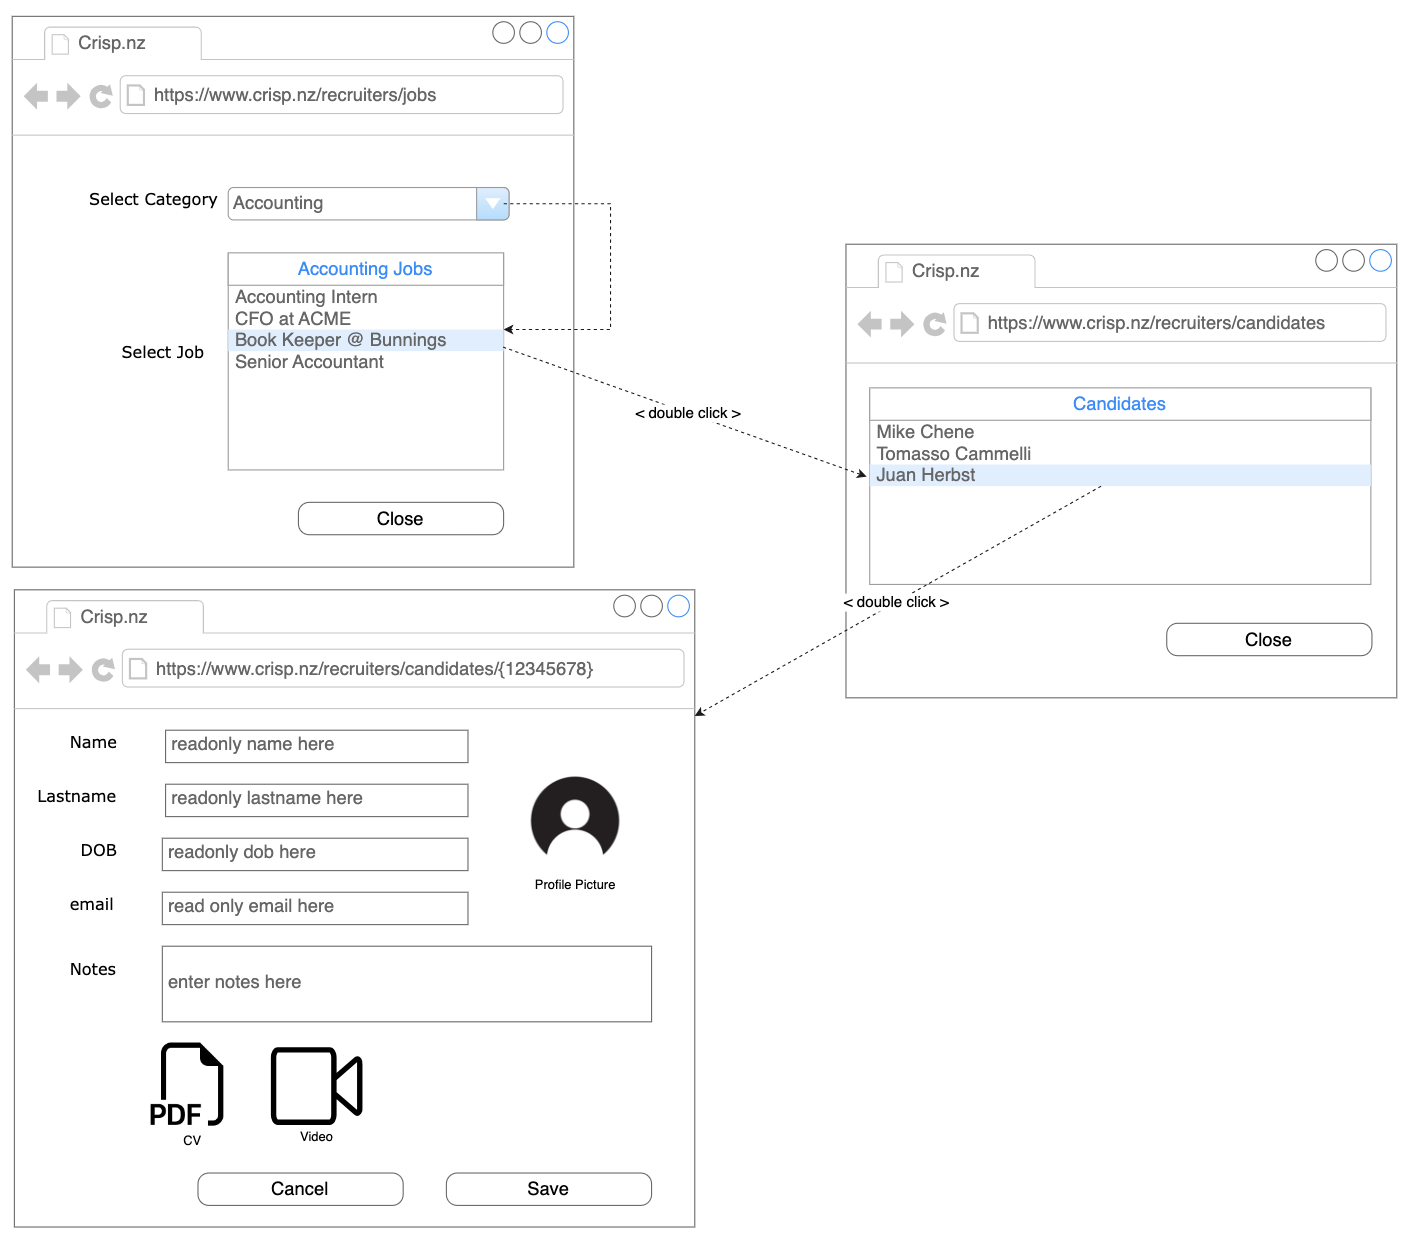 Crisp.nz
https://www.crisp.nz/recruiters/jobs
Select Category
Accounting
Accounting Jobs
Accounting Intern
CFO at ACME
Book Keeper @ Bunnings
Senior Accountant
Select Job
Close
< double click >
Crisp.nz
https://www.crisp.nz/recruiters/candidates
Candidates
Mike Chene
Tomasso Cammelli
Juan Herbst
< double click >
Close
Crisp.nz
https://www.crisp.nz/recruiters/candidates/{12345678}
Name
readonly name here
Lastname
readonly lastname here
DOB
readonly dob here
email
read only email here
Profile Picture
Notes
enter notes here
PDF
CV
Video
Cancel
Save